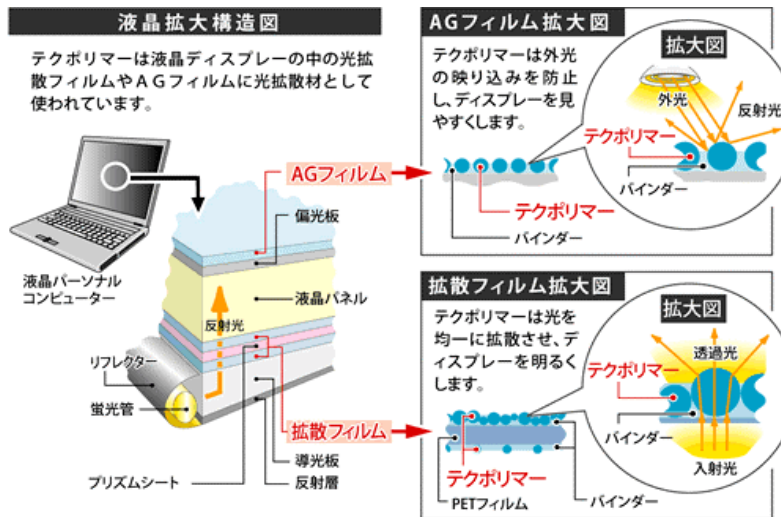 液晶拡大構造図
テクポリマーは液晶ディスプレーの中の光拡
散フィルムやAGフィルムに光拡散材として
使われています。
液晶パーソナル
コンピューター
AGフィルム
偏光板
液晶パネル
反射光
リフレクター
蛍光管
拡散フィルム
導光板
プリズムシート
反射層
AGフィルム拡大図
テクポリマーは外光
の映り込みを防止
し、ディスプレーを見
やすくします。
テクポリマー
バインダー
拡大図
外光
反射光
テクポリマー
バインダー
拡散フィルム拡大図
テクポリマーは光を
均一に拡散させ、デ
ィスプレーを明るく
します。
テクポリマー
PETフィルム
バインダー
拡大図
透過光
テクポリマー
バインダー
入射光